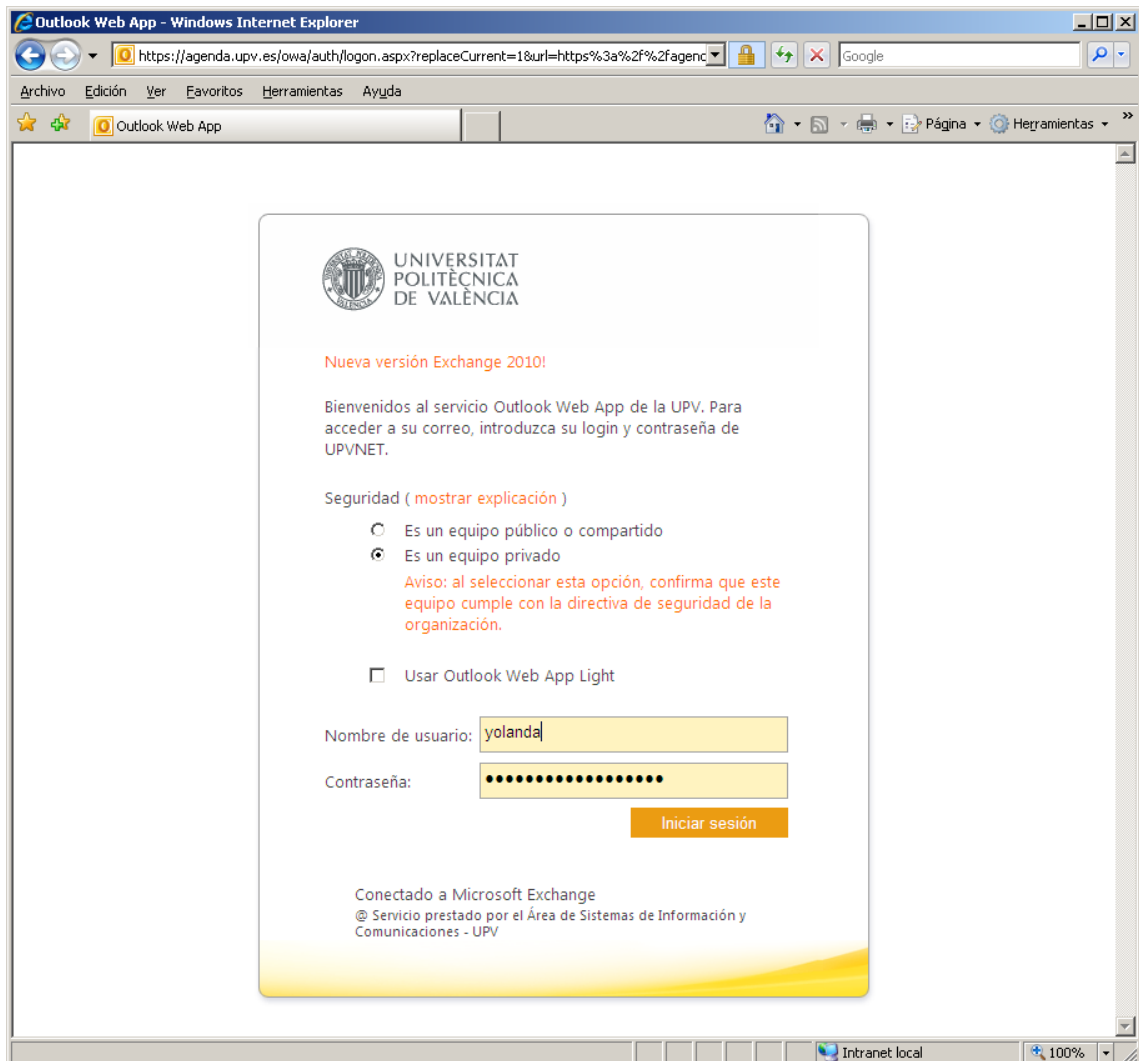 Outlook Web App - Windows Internet Explorer
https://agenda.upv.es/owa/auth/logon.aspx?replaceCurrent=1&url=https%3a%2f%2fagenc
Google
Archivo Edición Ver Favoritos Herramientas Ayuda
Outlook Web App
Página Herramientas »
UNIVERSITAT
POLITÈCNICA
DE VALÈNCIA
Nueva versión Exchange 2010!
Bienvenidos al servicio Outlook Web App de la UPV. Para
acceder a su correo, introduzca su login y contraseña de
UPVNET.
Seguridad ( mostrar explicación )
Es un equipo público o compartido
Es un equipo privado
Aviso: al seleccionar esta opción, confirma que este
equipo cumple con la directiva de seguridad de la
organización.
Usar Outlook Web App Light
Nombre de usuario: yolanda
Contraseña: ••••••••••••••••••
Iniciar sesión
Conectado a Microsoft Exchange
@ Servicio prestado por el Área de Sistemas de Información y
Comunicaciones - UPV
Intranet local 100%